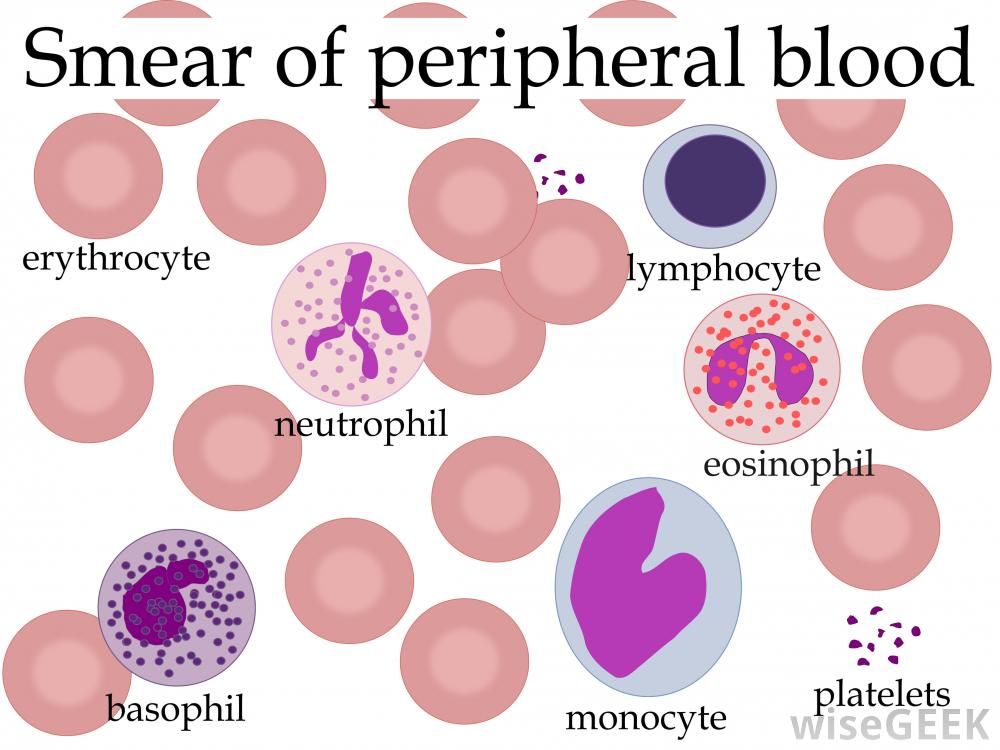 Smear of peripheral blood
erythrocyte
lymphocyte
neutrophil
eosinophil
basophil
monocyte
platelets
wiseGEEK